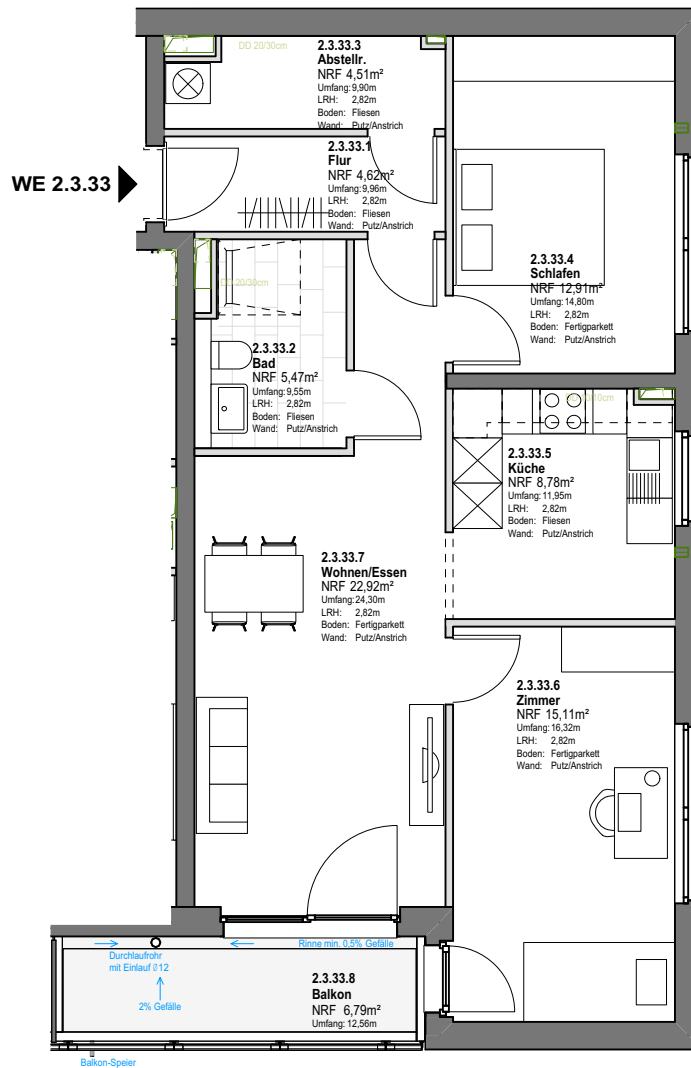 DD 20/30cm
2.3.33.3
Abstellr.
NRF 4,51m²
Umfang: 9,90m
LRH: 2,82m
Boden: Fliesen
Wand: Putz/Anstrich
WE 2.3.33
2.3.33.1
Flur
NRF 4,62m²
Umfang: 9,96m
LRH: 2,82m
Boden: Fliesen
Wand: Putz/Anstrich
2.3.33.4
Schlafen
NRF 12,91m²
Umfang: 14,80m
LRH: 2,82m
Boden: Fertigparkett
Wand: Putz/Anstrich
DD 20/30cm
2.3.33.2
Bad
NRF 5,47m²
Umfang: 9,55m
LRH: 2,82m
Boden: Fliesen
Wand: Putz/Anstrich
2.3.33.5
Küche
NRF 8,78m²
Umfang: 11,95m
LRH: 2,82m
Boden: Fliesen
Wand: Putz/Anstrich
2.3.33.7
Wohnen/Essen
NRF 22,92m²
Umfang: 24,30m
LRH: 2,82m
Boden: Fertigparkett
Wand: Putz/Anstrich
2.3.33.6
Zimmer
NRF 15,11m²
Umfang: 16,32m
LRH: 2,82m
Boden: Fertigparkett
Wand: Putz/Anstrich
Rinne min. 0,5% Gefälle
Durchlaufrohr
mit Einlauf Ø12
2% Gefälle
2.3.33.8
Balkon
NRF 6,79m²
Umfang: 12,56m
Balkon-Speier